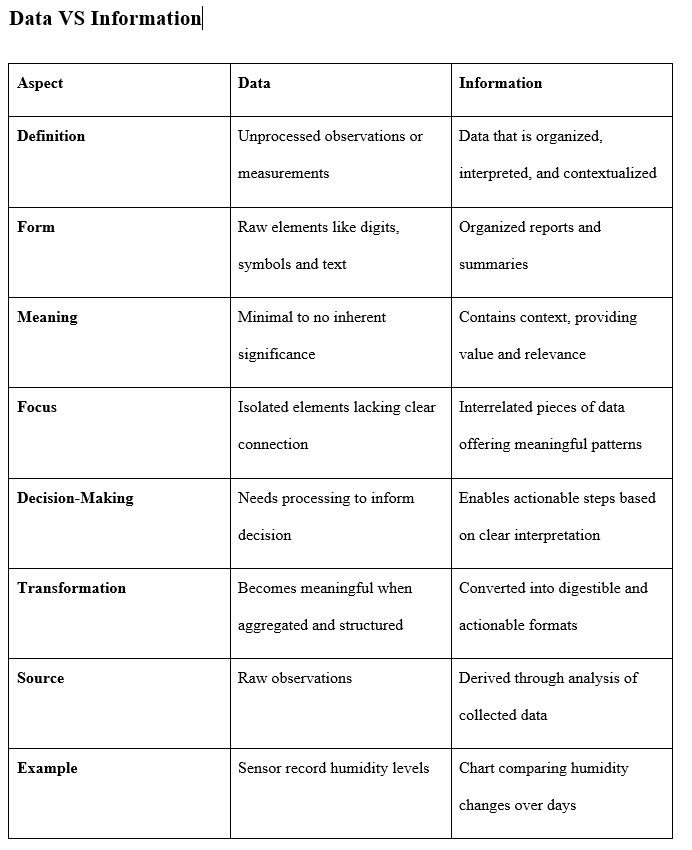 Data VS Information
Aspect Data Information
Definition Unprocessed observations or Data that is organized,
measurements interpreted, and contextualized
Form Raw elements like digits, Organized reports and
symbols and text summaries
Meaning Minimal to no inherent Contains context, providing
significance value and relevance
Focus Isolated elements lacking clear Interrelated pieces of data
connection offering meaningful patterns
Decision-Making Needs processing to inform Enables actionable steps based
decision on clear interpretation
Transformation Becomes meaningful when Converted into digestible and
aggregated and structured actionable formats
Source Raw observations Derived through analysis of
collected data
Example Sensor record humidity levels Chart comparing humidity
changes over days